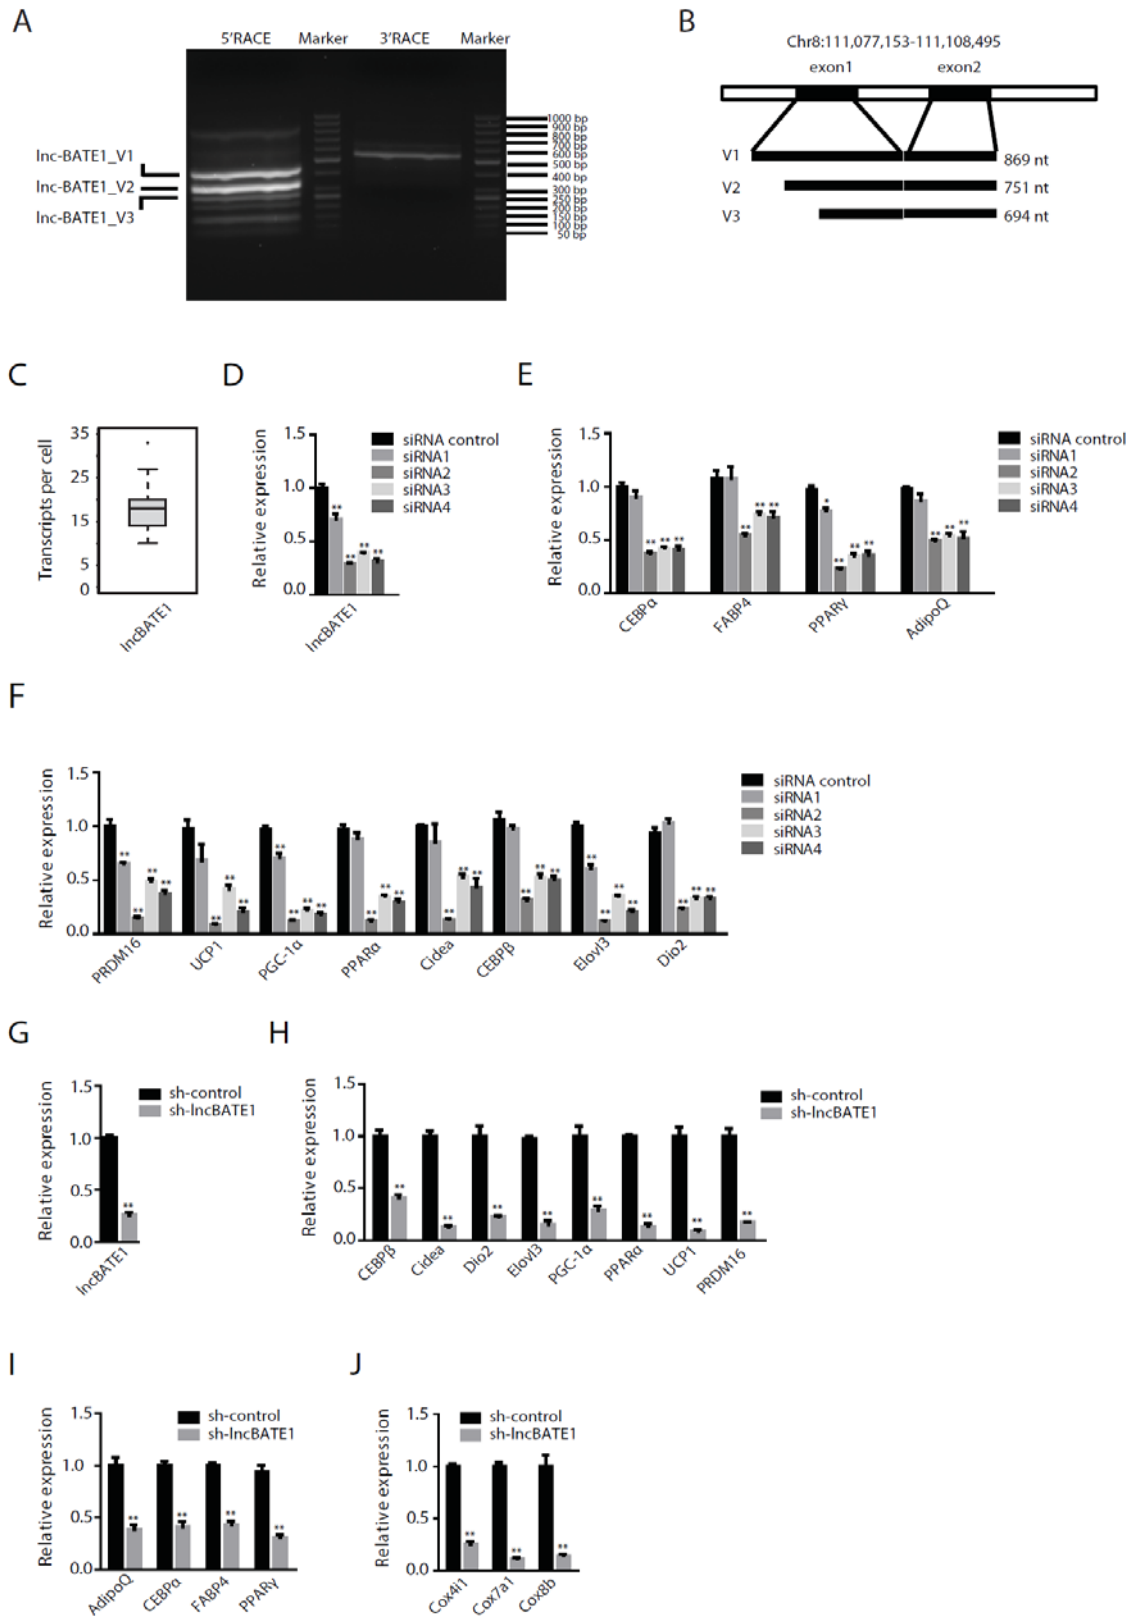 A
5'RACE Marker 3'RACE Marker
lnc-BATE1_V1
lnc-BATE1_V2
lnc-BATE1_V3
1000 bp
900 bp
800 bp
700 bp
600 bp
500 bp
400 bp
300 bp
250 bp
200 bp
150 bp
100 bp
50 bp
B
Chr8:111,077,153-111,108,495
exon1 exon2
V1 869 nt
V2 751 nt
V3 694 nt
C
Transcripts per cell
35
25
15
5
0
lncBATE1
D
Relative expression
1.5
1.0
0.5
0.0
** ** ** **
lncBATE1
siRNA control
siRNA1
siRNA2
siRNA3
siRNA4
E
Relative expression
1.5
1.0
0.5
0.0
** ** ** ** ** ** * ** ** ** ** ** **
CEBPα FABP4 PPARγ AdipoQ
siRNA control
siRNA1
siRNA2
siRNA3
siRNA4
F
Relative expression
1.5
1.0
0.5
0.0
** ** ** ** ** ** ** ** ** ** ** ** ** ** ** ** ** ** ** ** ** ** ** ** ** ** **
PRDM16 UCP1 PGC-1α PPARα Cidea CEBPβ Elovl3 Dio2
siRNA control
siRNA1
siRNA2
siRNA3
siRNA4
G
Relative expression
1.5
1.0
0.5
0.0
**
lncBATE1
sh-control
sh-lncBATE1
H
Relative expression
1.5
1.0
0.5
0.0
** ** ** ** ** ** ** **
CEBPβ Cidea Dio2 Elovl3 PGC-1α PPARα UCP1 PRDM16
sh-control
sh-lncBATE1
I
Relative expression
1.5
1.0
0.5
0.0
** ** ** **
AdipoQ CEBPα FABP4 PPARγ
sh-control
sh-lncBATE1
J
Relative expression
1.5
1.0
0.5
0.0
** ** **
Cox4i1 Cox7a1 Cox8b
sh-control
sh-lncBATE1